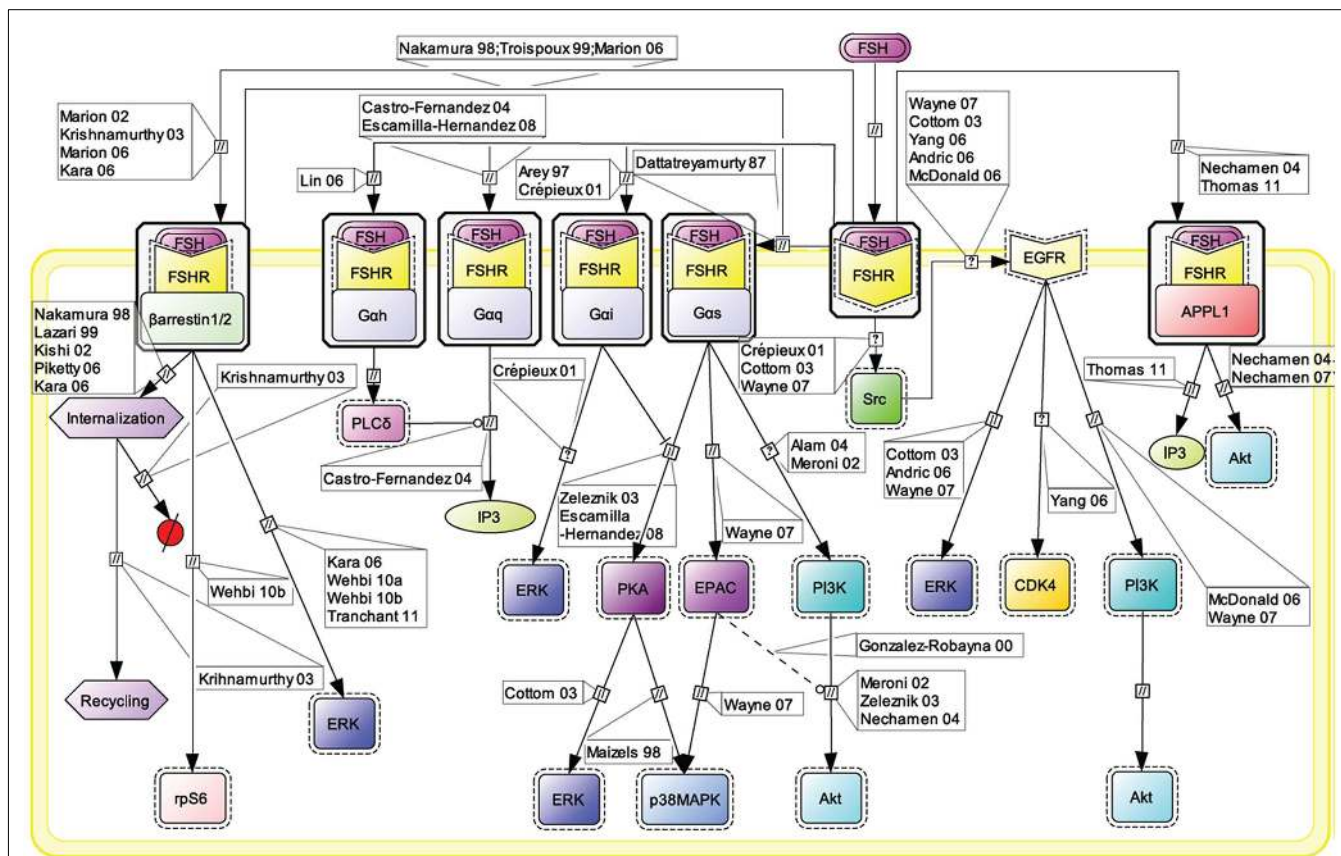 Nakamura 98;Troispoux 99;Marion 06
FSH
Marion 02
Krishnamurthy 03
Marion 06
Kara 06
Castro-Fernandez 04
Escamilla-Hernandez 08
Wayne 07
Cottom 03
Yang 06
Andric 06
McDonald 06
Lin 06
Arey 97
Crépieux 01
Dattatreyamurty 87
Nechamen 04
Thomas 11
FSH
FSHR
βarrestin1/2
FSH
FSHR
Gαh
FSH
FSHR
Gαq
FSH
FSHR
Gαi
FSH
FSHR
Gαs
FSH
FSHR
?
EGFR
FSH
FSHR
APPL1
Nakamura 98
Lazari 99
Kishi 02
Piketty 06
Kara 06
Krishnamurthy 03
Crépieux 01
Crépieux 01
Cottom 03
Wayne 07
?
Thomas 11
Nechamen 04
Nechamen 07
Internalization
PLCδ
Src
IP3
Akt
Castro-Fernandez 04
IP3
?
Zeleznik 03
Escamilla
-Hernandez 08
?
Alam 04
Meroni 02
Wayne 07
Cottom 03
Andric 06
Wayne 07
?
Yang 06
Wehbi 10b
Kara 06
Wehbi 10a
Wehbi 10b
Tranchant 11
ERK
PKA
EPAC
PI3K
ERK
CDK4
PI3K
McDonald 06
Wayne 07
Gonzalez-Robayna 00
Krihnamurthy 03
Recycling
ERK
Cottom 03
Wayne 07
Meroni 02
Zeleznik 03
Nechamen 04
Maizels 98
rpS6
ERK
p38MAPK
Akt
Akt